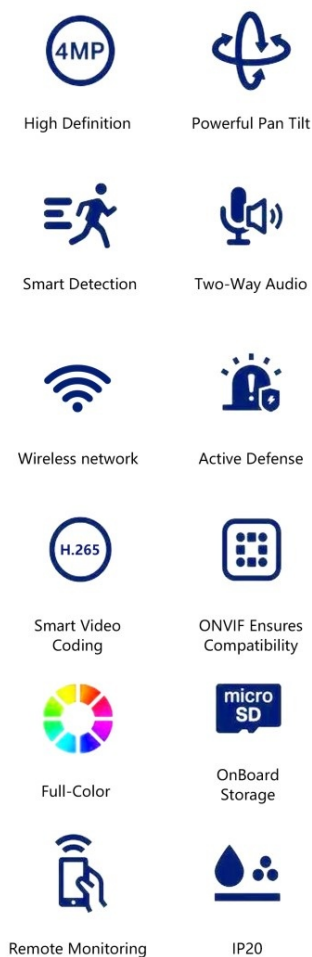 4MP
High Definition
Powerful Pan Tilt
Smart Detection
Two-Way Audio
Wireless network
Active Defense
H.265
Smart Video
Coding
ONVIF Ensures
Compatibility
Full-Color
micro
SD
OnBoard
Storage
Remote Monitoring
IP20